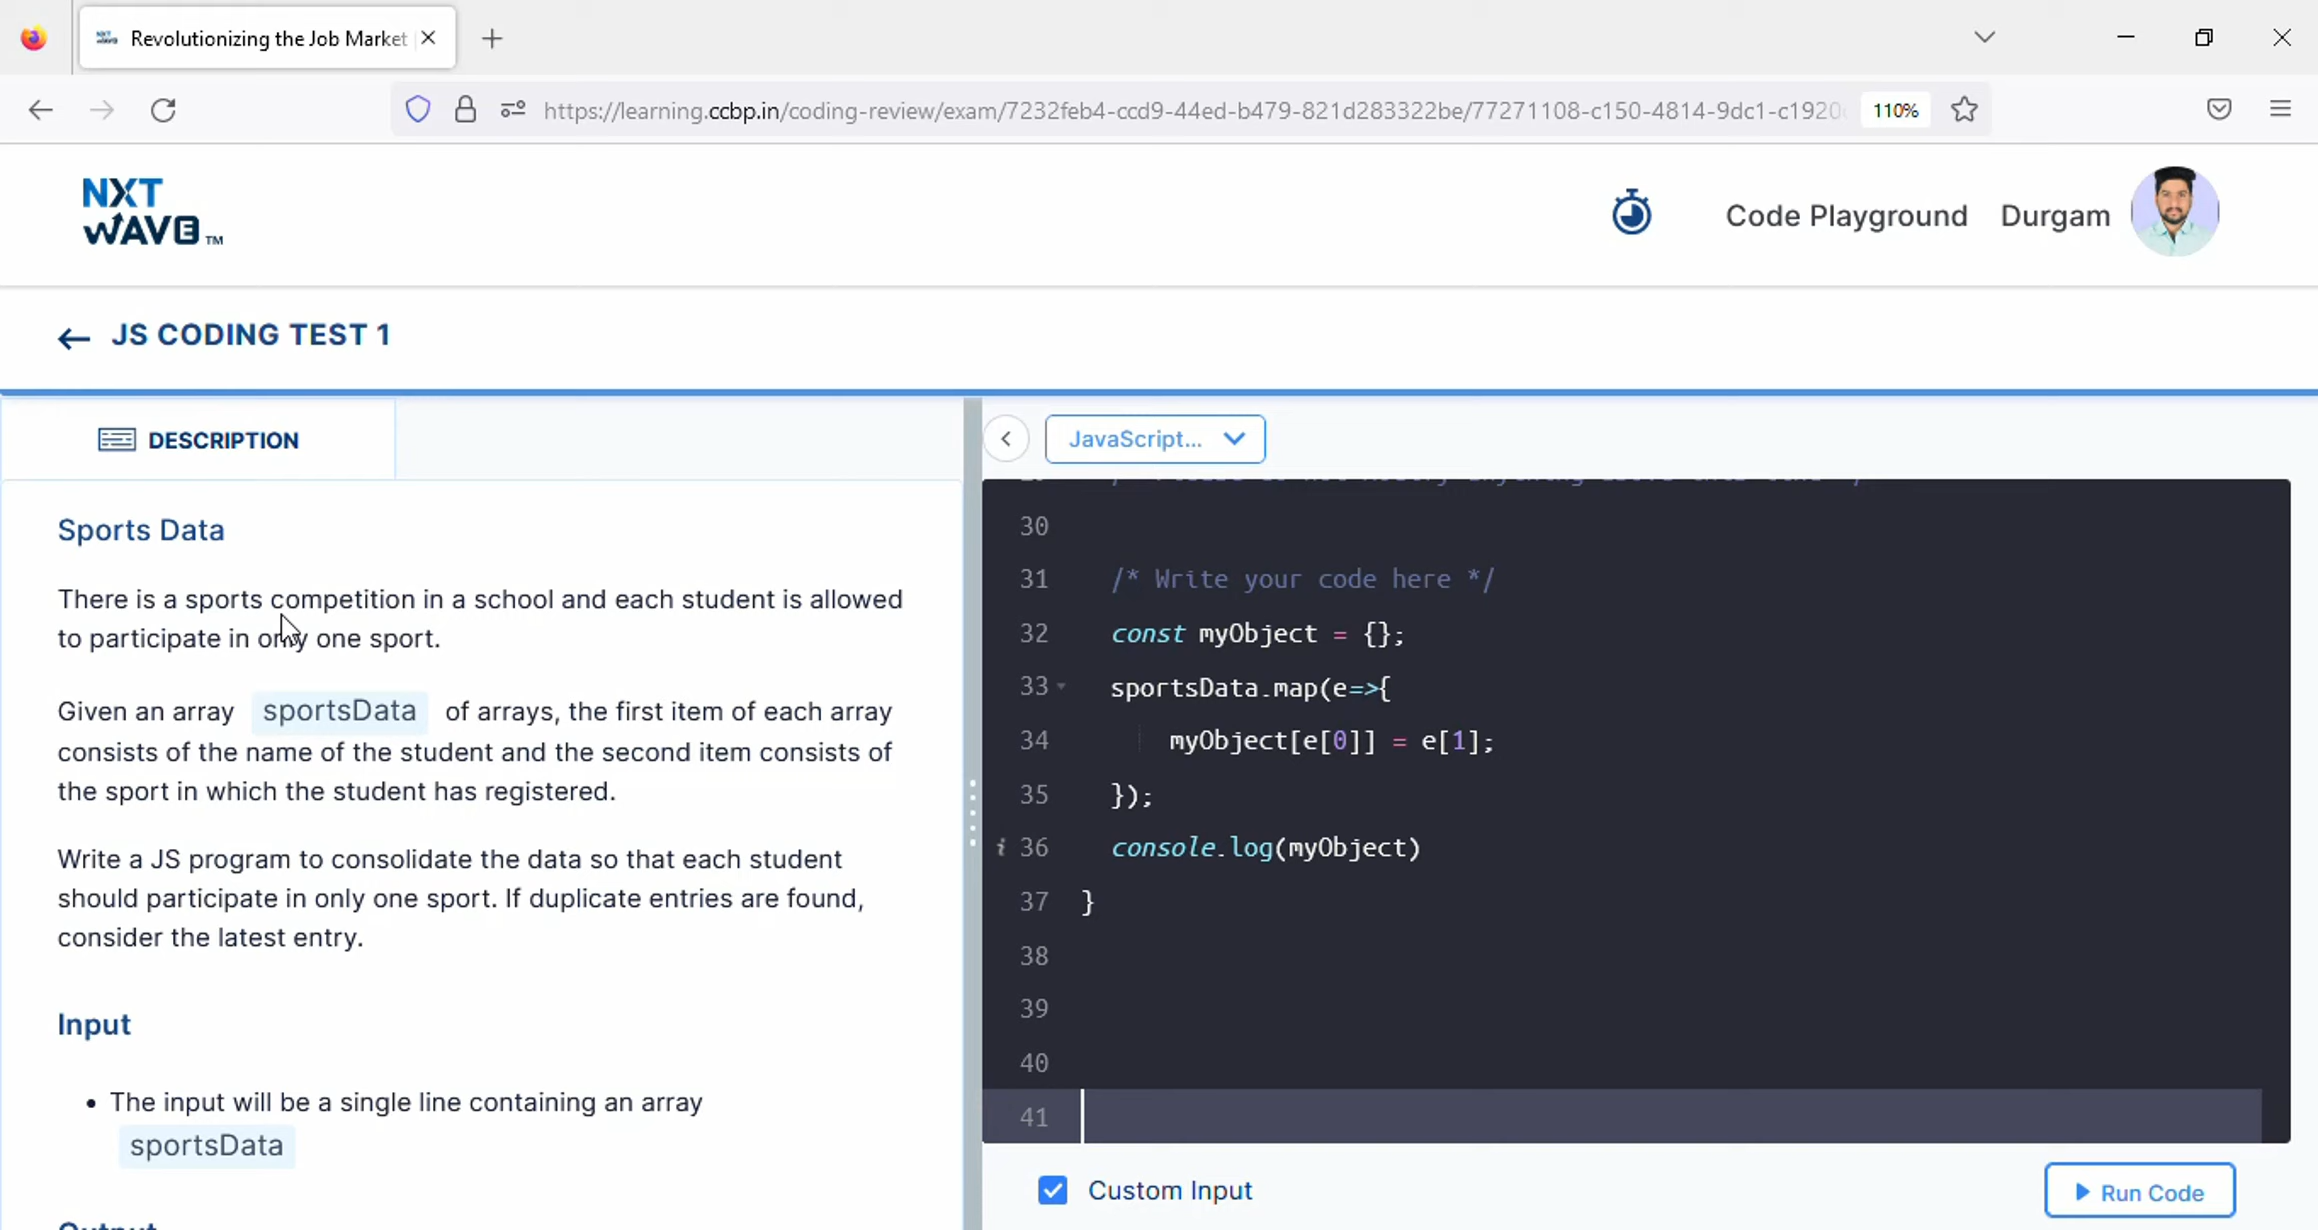 Revolutionizing the Job Market
https://learning.ccbp.in/coding-review/exam/7232feb4-ccd9-44ed-b479-821d283322be/77271108-c150-4814-9dc1-c1920
110%
NXT
WAVE TM
Code Playground
Durgam
JS CODING TEST 1
DESCRIPTION
JavaScript...
Sports Data
There is a sports competition in a school and each student is allowed
to participate in only one sport.
Given an array sportsData of arrays, the first item of each array
consists of the name of the student and the second item consists of
the sport in which the student has registered.
Write a JS program to consolidate the data so that each student
should participate in only one sport. If duplicate entries are found,
consider the latest entry.
Input
• The input will be a single line containing an array
sportsData
30
31 /* Write your code here */
32 const myObject = {};
33 sportsData.map(e=>{
34 myObject[e[0]] = e[1];
35 });
i 36 console.log(myObject)
37 }
38
39
40
41
Custom Input
Run Code